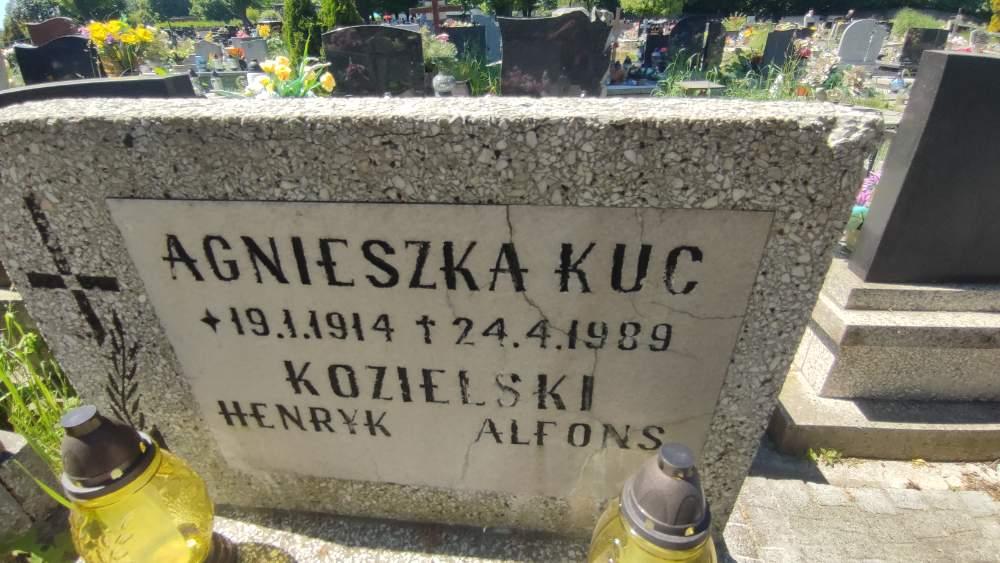 AGNIESZKA KUC
✦19.1.1914 †24.4.1989
KOZIELSKI
HENRYK ALFONS